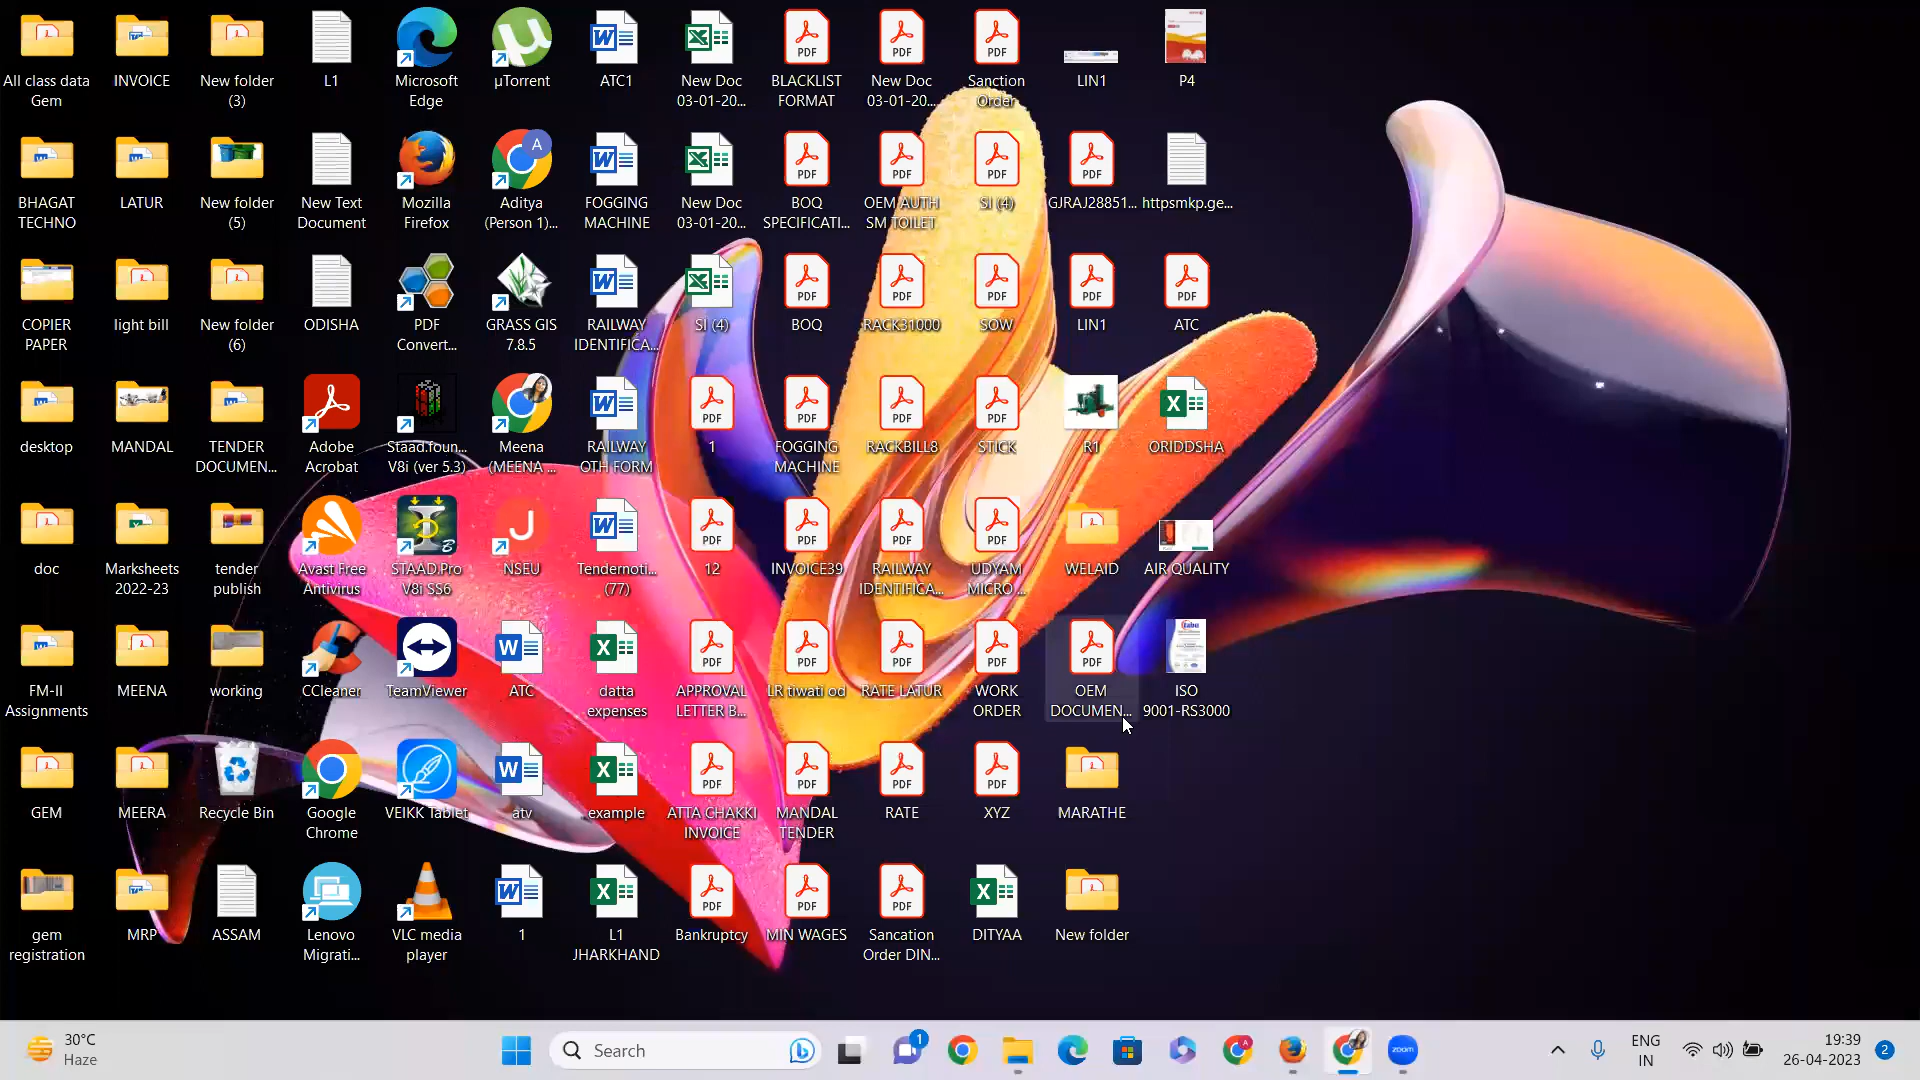 All class data
Gem
INVOICE
New folder
(3)
L1
Microsoft
Edge
µTorrent
ATC1
New Doc
03-01-20...
BLACKLIST
FORMAT
New Doc
03-01-20...
Sanction
Order
LIN1
P4
BHAGAT
TECHNO
LATUR
New folder
(5)
New Text
Document
Mozilla
Firefox
Aditya
(Person 1)...
FOGGING
MACHINE
New Doc
03-01-20...
BOQ
SPECIFICATI...
OEM AUTH
SM TOILET
SI (4)
GJRAJ28851...
httpsmkp.ge...
COPIER
PAPER
light bill
New folder
(6)
ODISHA
PDF
Convert...
GRASS GIS
7.8.5
RAILWAY
IDENTIFICA...
SI (4)
BOQ
RACK31000
SOW
LIN1
ATC
desktop
MANDAL
TENDER
DOCUMEN...
Adobe
Acrobat
Staad.foun...
V8i (ver 5.3)
Meena
(MEENA ...
RAILWAY
OTH FORM
1
FOGGING
MACHINE
RACKBILL8
STICK
R1
ORIDDSHA
doc
Marksheets
2022-23
tender
publish
Avast Free
Antivirus
STAAD.Pro
V8i SS6
NSEU
Tendernoti...
(77)
12
INVOICE39
RAILWAY
IDENTIFICA...
UDYAM
MICRO ...
WELAID
AIR QUALITY
FM-II
Assignments
MEENA
working
CCleaner
TeamViewer
ATC
datta
expenses
APPROVAL
LETTER B...
LR tiwati od
RATE LATUR
WORK
ORDER
OEM
DOCUMEN...
ISO
9001-RS3000
GEM
MEERA
Recycle Bin
Google
Chrome
VEIKK Tablet
atv
example
ATTA CHAKKI
INVOICE
MANDAL
TENDER
RATE
XYZ
MARATHE
gem
registration
MRP
ASSAM
Lenovo
Migrati...
VLC media
player
1
L1
JHARKHAND
Bankruptcy
MIN WAGES
Sancation
Order DIN...
DITYAA
New folder
30°C
Haze
Search
1
zoom
ENG
IN
19:39
26-04-2023
2